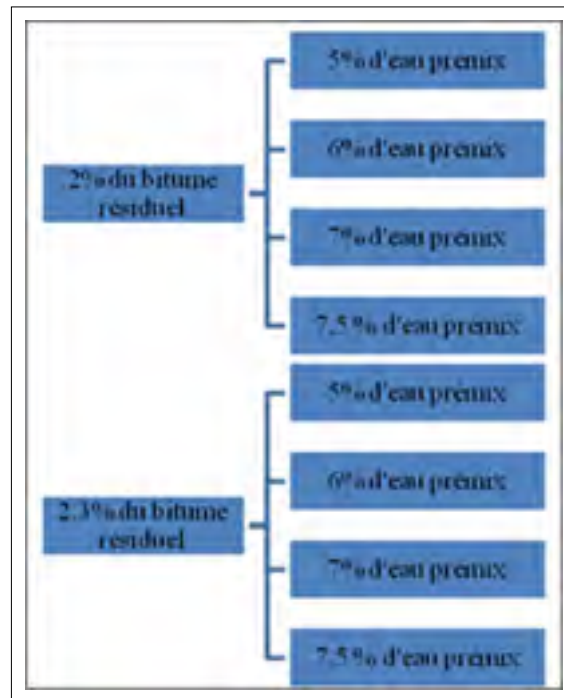 2% du bitume
résiduel
5% d'eau prémix
6% d'eau prémix
7% d'eau prémix
7.5 % d'eau prémix
2.3% du bitume
résiduel
5% d'eau prémix
6% d'eau prémix
7% d'eau prémix
7.5 % d'eau prémix